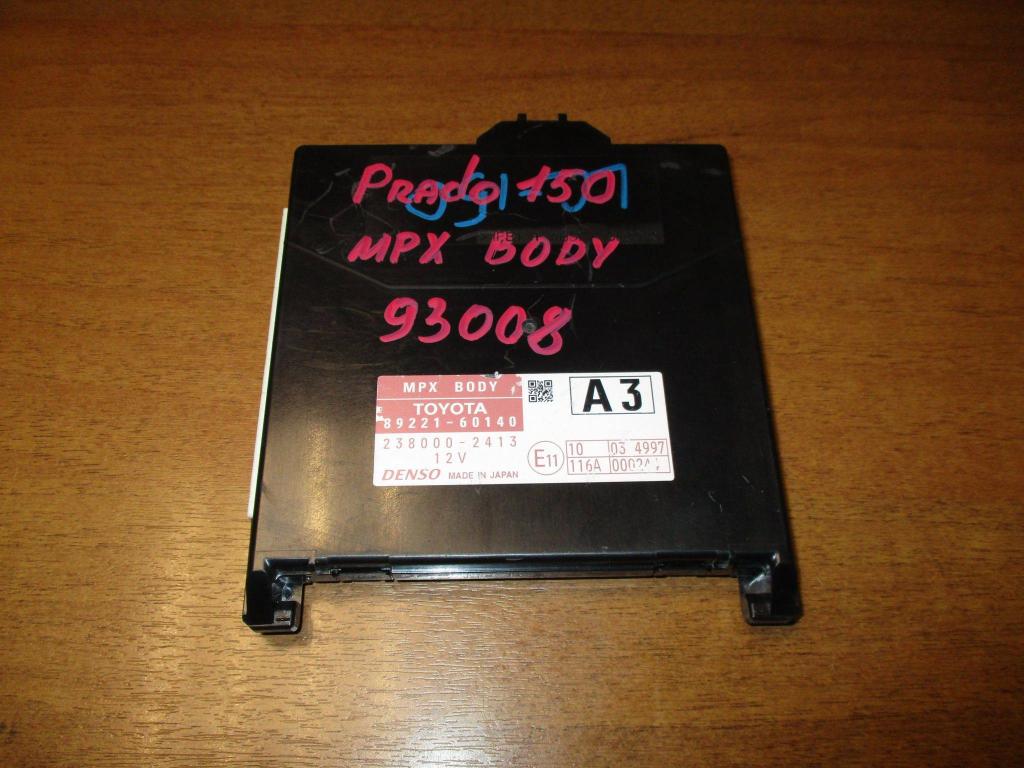 Prado 150
MPX BODY
93008
MPX BODY
A3
TOYOTA
89221-60140
238000-2413
12V
DENSO MADE IN JAPAN
E11
10 03 4997
116A